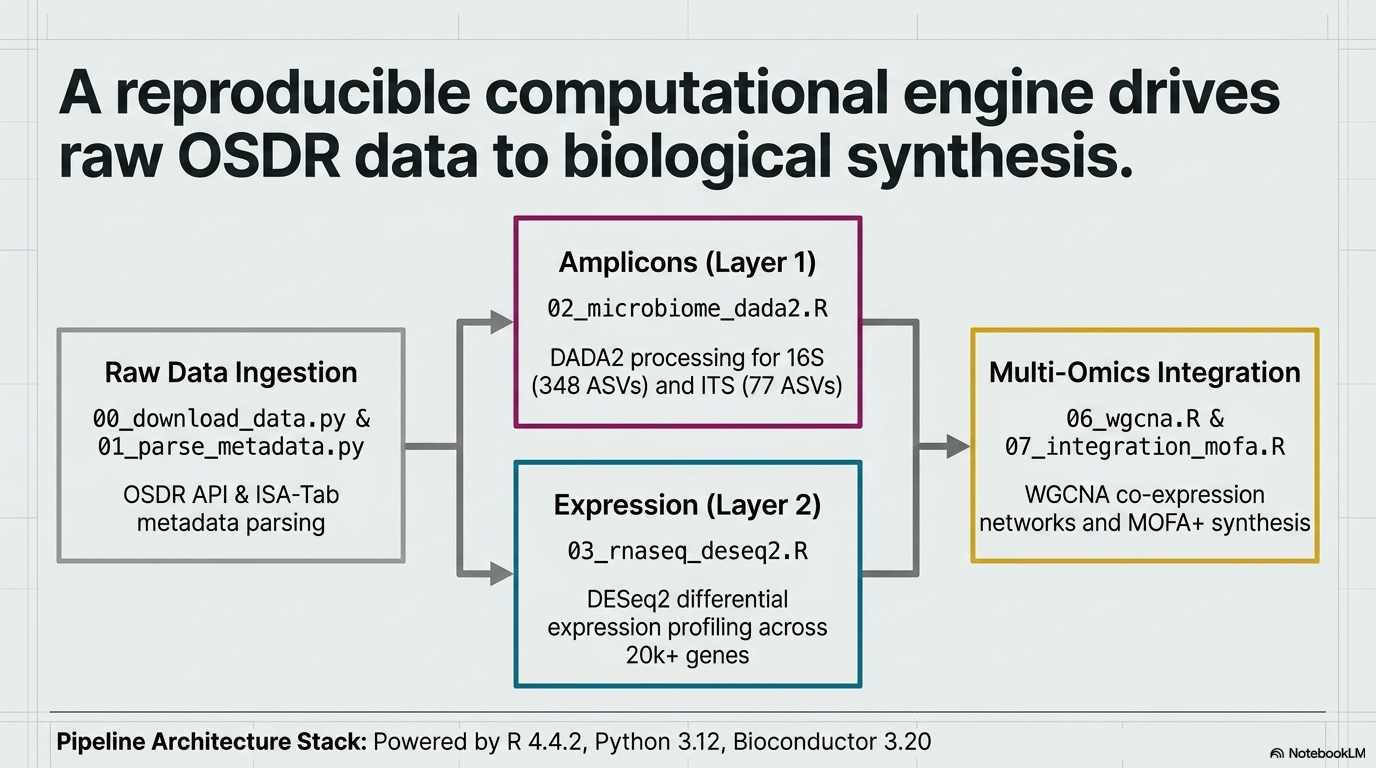 A reproducible computational engine drives
raw OSDR data to biological synthesis.
Raw Data Ingestion
00_download_data.py &
01_parse_metadata.py
OSDR API & ISA-Tab
metadata parsing
Amplicons (Layer 1)
02_microbiome_dada2.R
DADA2 processing for 16S
(348 ASVs) and ITS (77 ASVs)
Expression (Layer 2)
03_rnaseq_deseq2.R
DESeq2 differential
expression profiling across
20k+ genes
Multi-Omics Integration
06_wgcna.R &
07_integration_mofa.R
WGCNA co-expression
networks and MOFA+ synthesis
Pipeline Architecture Stack: Powered by R 4.4.2, Python 3.12, Bioconductor 3.20
NotebookLM